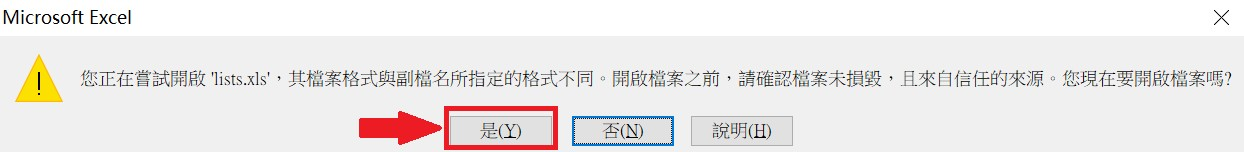 Microsoft Excel
您正在嘗試開啟 'lists.xls'，其檔案格式與副檔名所指定的格式不同。開啟檔案之前，請確認檔案未損毀，且來自信任的來源。您現在要開啟檔案嗎?
是(Y) 否(N) 說明(H)